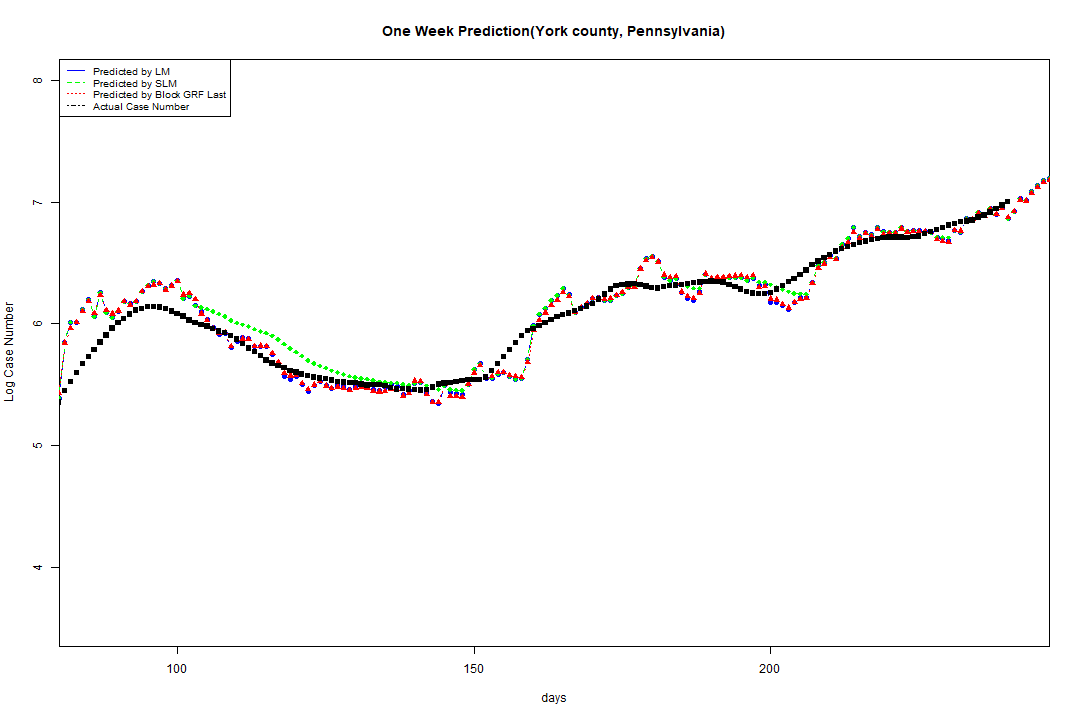 One Week Prediction(York county, Pennsylvania)
Predicted by LM
Predicted by SLM
Predicted by Block GRF Last
Actual Case Number
8
7
6
5
4
Log Case Number
100 150 200
days